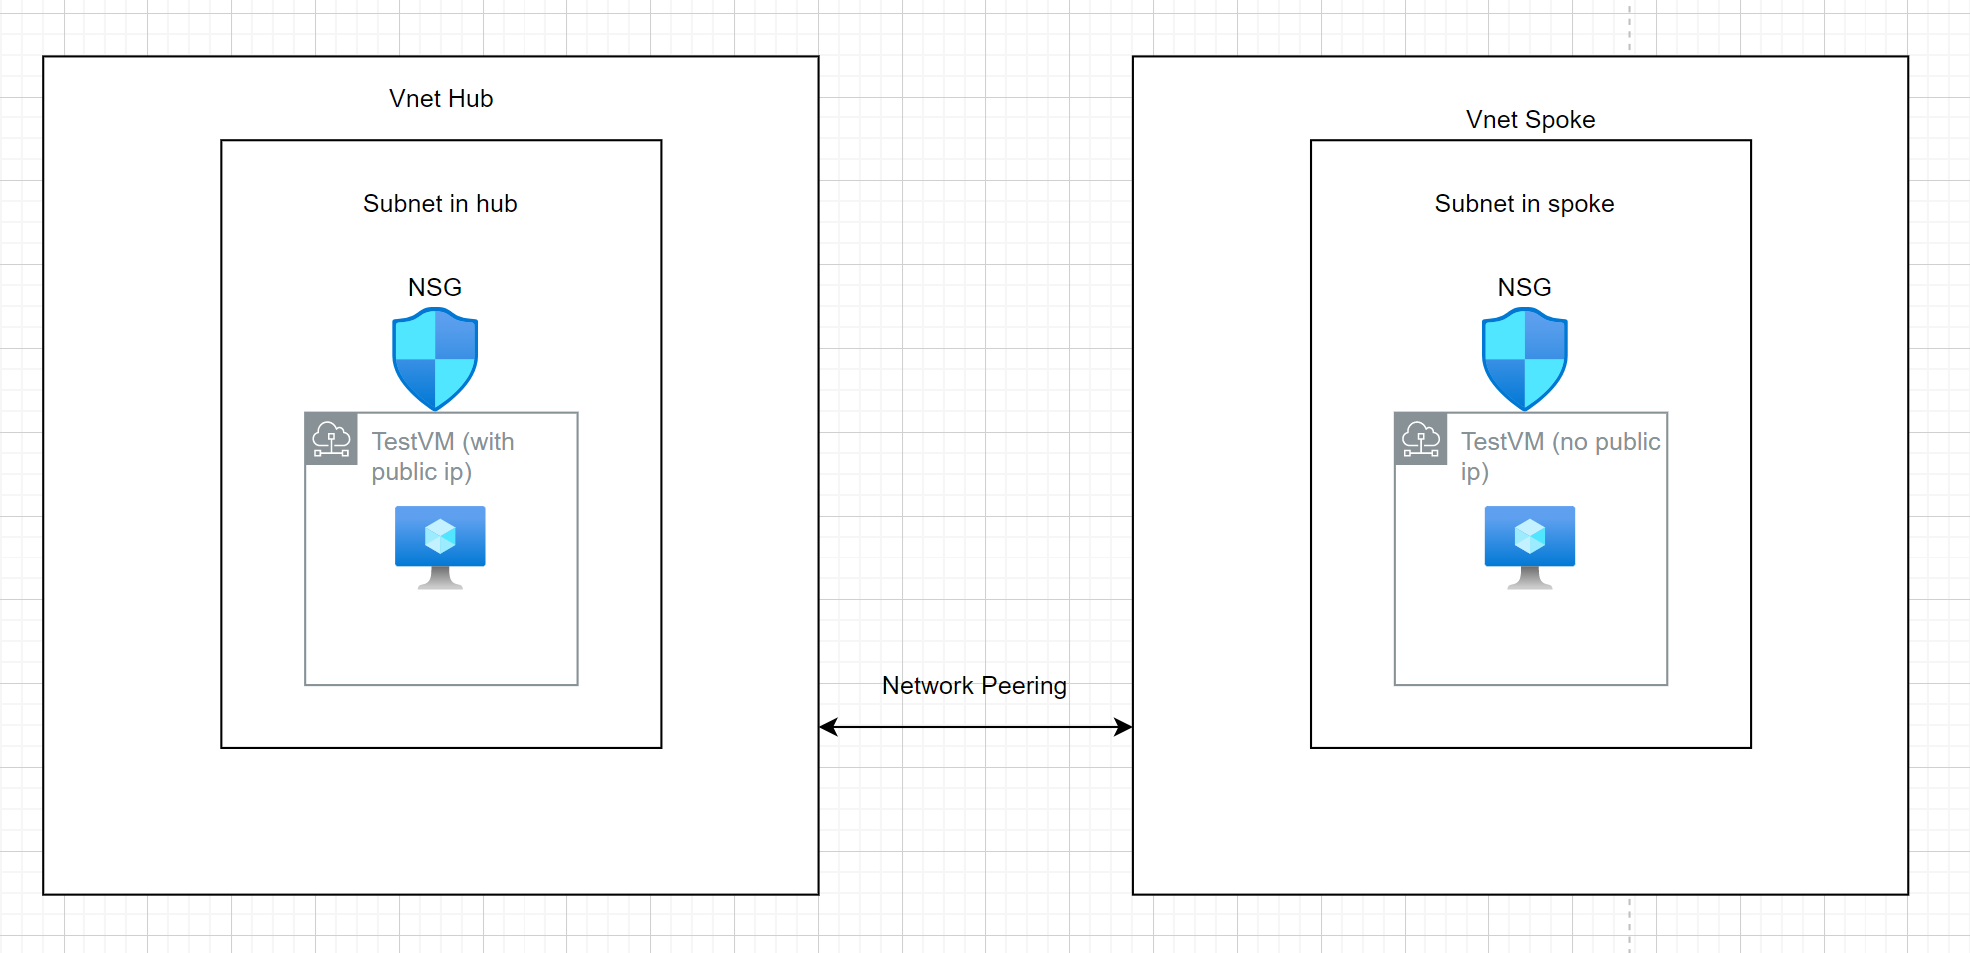 Vnet Hub
Subnet in hub
NSG
TestVM (with
public ip)
Network Peering
Vnet Spoke
Subnet in spoke
NSG
TestVM (no public
ip)